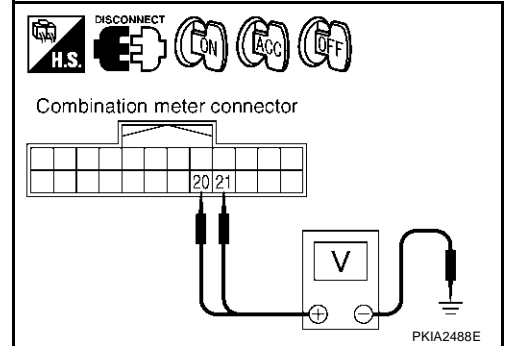 DISCONNECT
H.S.
ON
ACC
OFF
Combination meter connector
20 21
V
+ −
PKIA2488E